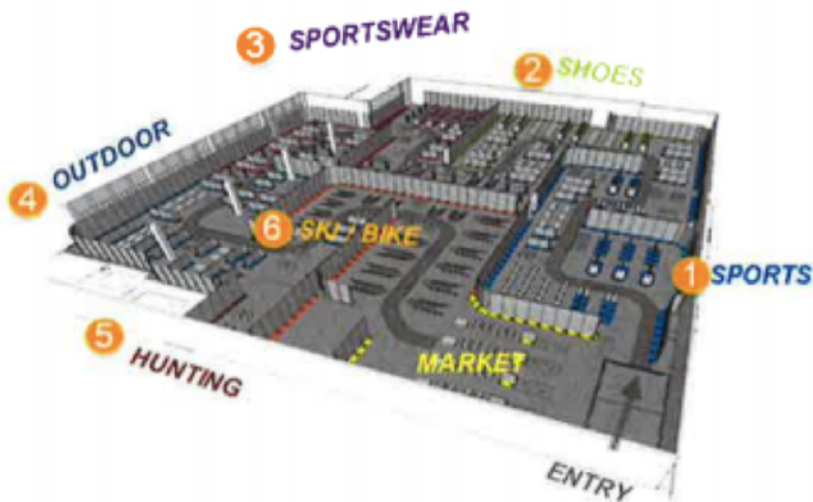 3 SPORTSWEAR
2 SHOES
4 OUTDOOR
6 SKI / BIKE
1 SPORTS
5 HUNTING
MARKET
ENTRY